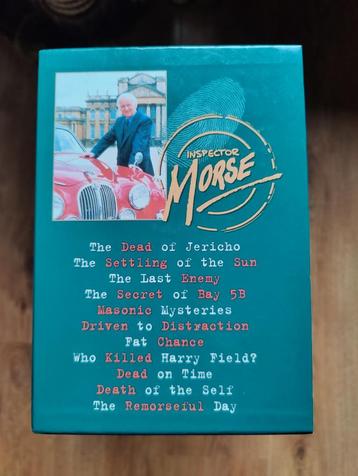 INSPECTOR
MORSE
The Dead of Jericho
The Settling of the Sun
The Last Enemy
The Secret of Bay 5B
Masonic Mysteries
Driven to Distraction
Fat Chance
Who Killed Harry Field?
Dead on Time
Death of the Self
The Remorseful Day